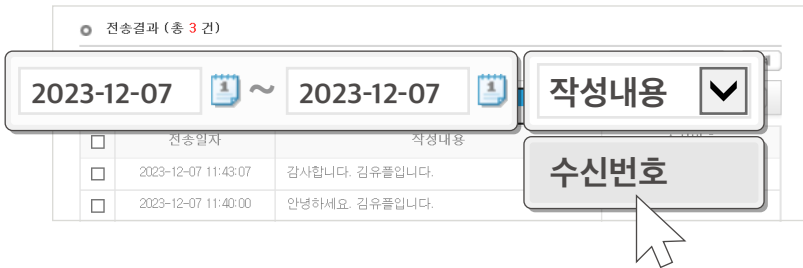 전송결과 (총 3 건)
2023-12-07 ~ 2023-12-07 작성내용
수신번호
전송일자 작성내용
2023-12-07 11:43:07 감사합니다. 김유플입니다.
2023-12-07 11:40:00 안녕하세요. 김유플입니다.